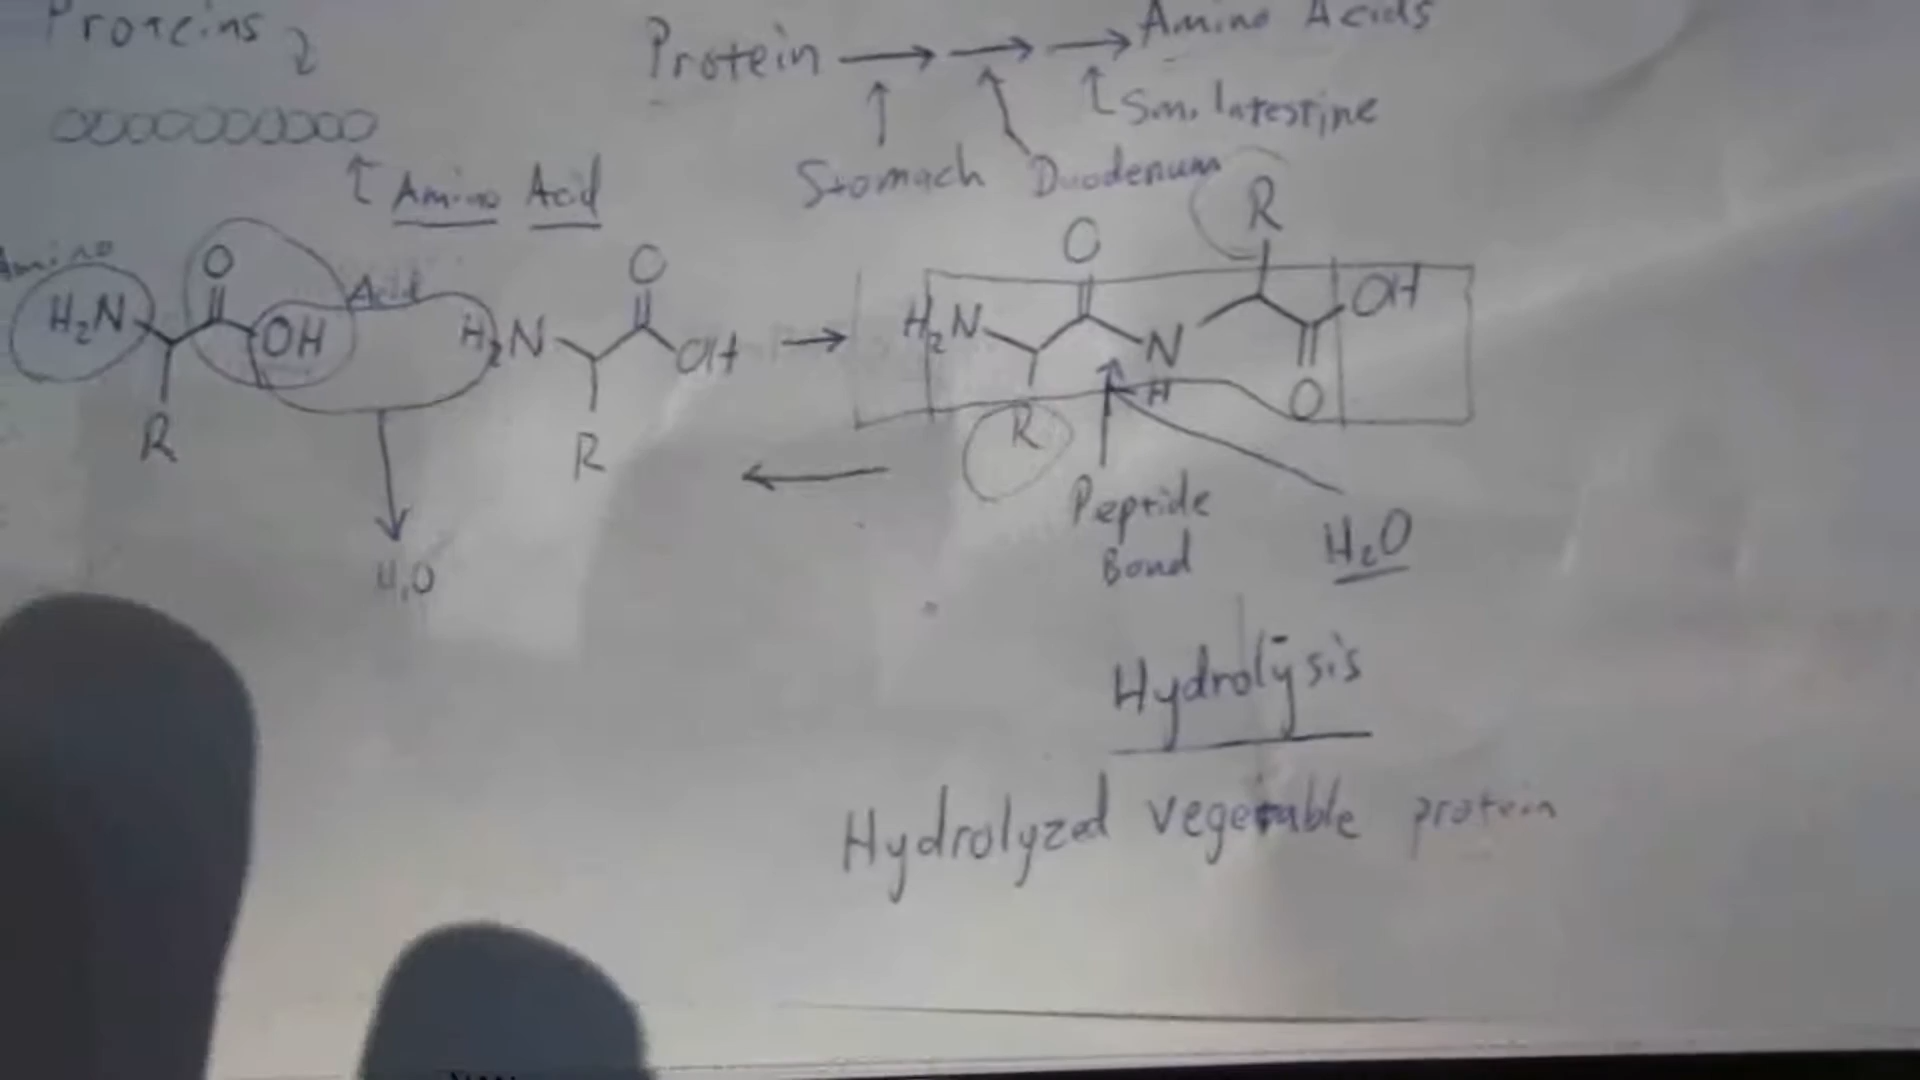 Proteins
Protein → → → Amino Acids
Stomach
Duodenum
Sm. Intestine
Amino Acid
Amino
Acid
H2N
O
OH
R
H2N
O
OH
R
→
H2N
O
N
H
R
R
O
OH
H2O
Peptide
Bond
H2O
Hydrolysis
Hydrolyzed vegetable protein